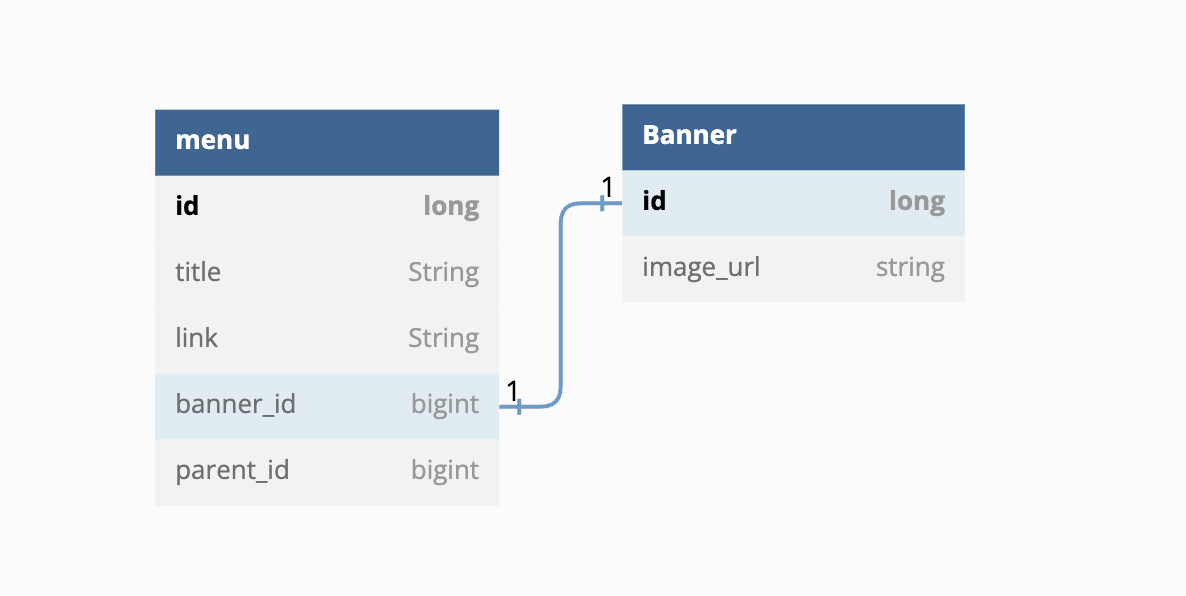 menu
id long
title String
link String
banner_id bigint
parent_id bigint
1
1
Banner
id long
image_url string